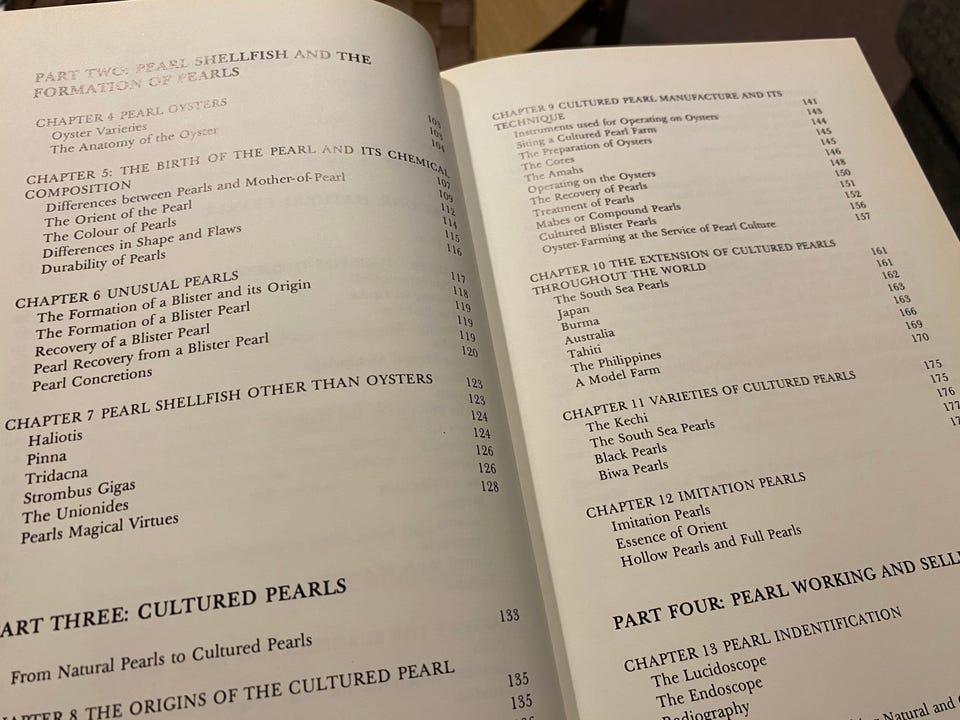 PART TWO: PEARL SHELLFISH AND THE
FORMATION OF PEARLS
CHAPTER 4 PEARL OYSTERS 103
Oyster Varieties 103
The Anatomy of the Oyster 104
CHAPTER 5: THE BIRTH OF THE PEARL AND ITS CHEMICAL
COMPOSITION 107
Differences between Pearls and Mother-of-Pearl 109
The Orient of the Pearl 112
The Colour of Pearls 114
Differences in Shape and Flaws 115
Durability of Pearls 116
CHAPTER 6 UNUSUAL PEARLS 117
The Formation of a Blister and its Origin 118
The Formation of a Blister Pearl 119
Recovery of a Blister Pearl 119
Pearl Recovery from a Blister Pearl 119
Pearl Concretions 120
CHAPTER 7 PEARL SHELLFISH OTHER THAN OYSTERS 123
Haliotis 123
Pinna 124
Tridacna 124
Strombus Gigas 126
The Unionides 126
Pearls Magical Virtues 128
ART THREE: CULTURED PEARLS
From Natural Pearls to Cultured Pearls 133
APTER 8 THE ORIGINS OF THE CULTURED PEARL 135
135
CHAPTER 9 CULTURED PEARL MANUFACTURE AND ITS
TECHNIQUE 141
Instruments used for Operating on Oysters 143
Siting a Cultured Pearl Farm 144
The Preparation of Oysters 145
The Cores 145
The Amahs 146
Operating on the Oysters 148
The Recovery of Pearls 150
Treatment of Pearls 151
Mabes or Compound Pearls 152
Cultured Blister Pearls 156
Oyster-Farming at the Service of Pearl Culture 157
CHAPTER 10 THE EXTENSION OF CULTURED PEARLS
THROUGHOUT THE WORLD 161
The South Sea Pearls 161
Japan 162
Burma 163
Australia 163
Tahiti 166
The Philippines 169
A Model Farm 170
CHAPTER 11 VARIETIES OF CULTURED PEARLS 175
The Kechi 175
The South Sea Pearls 176
Black Pearls 177
Biwa Pearls
CHAPTER 12 IMITATION PEARLS
Imitation Pearls
Essence of Orient
Hollow Pearls and Full Pearls
PART FOUR: PEARL WORKING AND SELL
CHAPTER 13 PEARL INDENTIFICATION
The Lucidoscope
The Endoscope
Radiography
Natural and